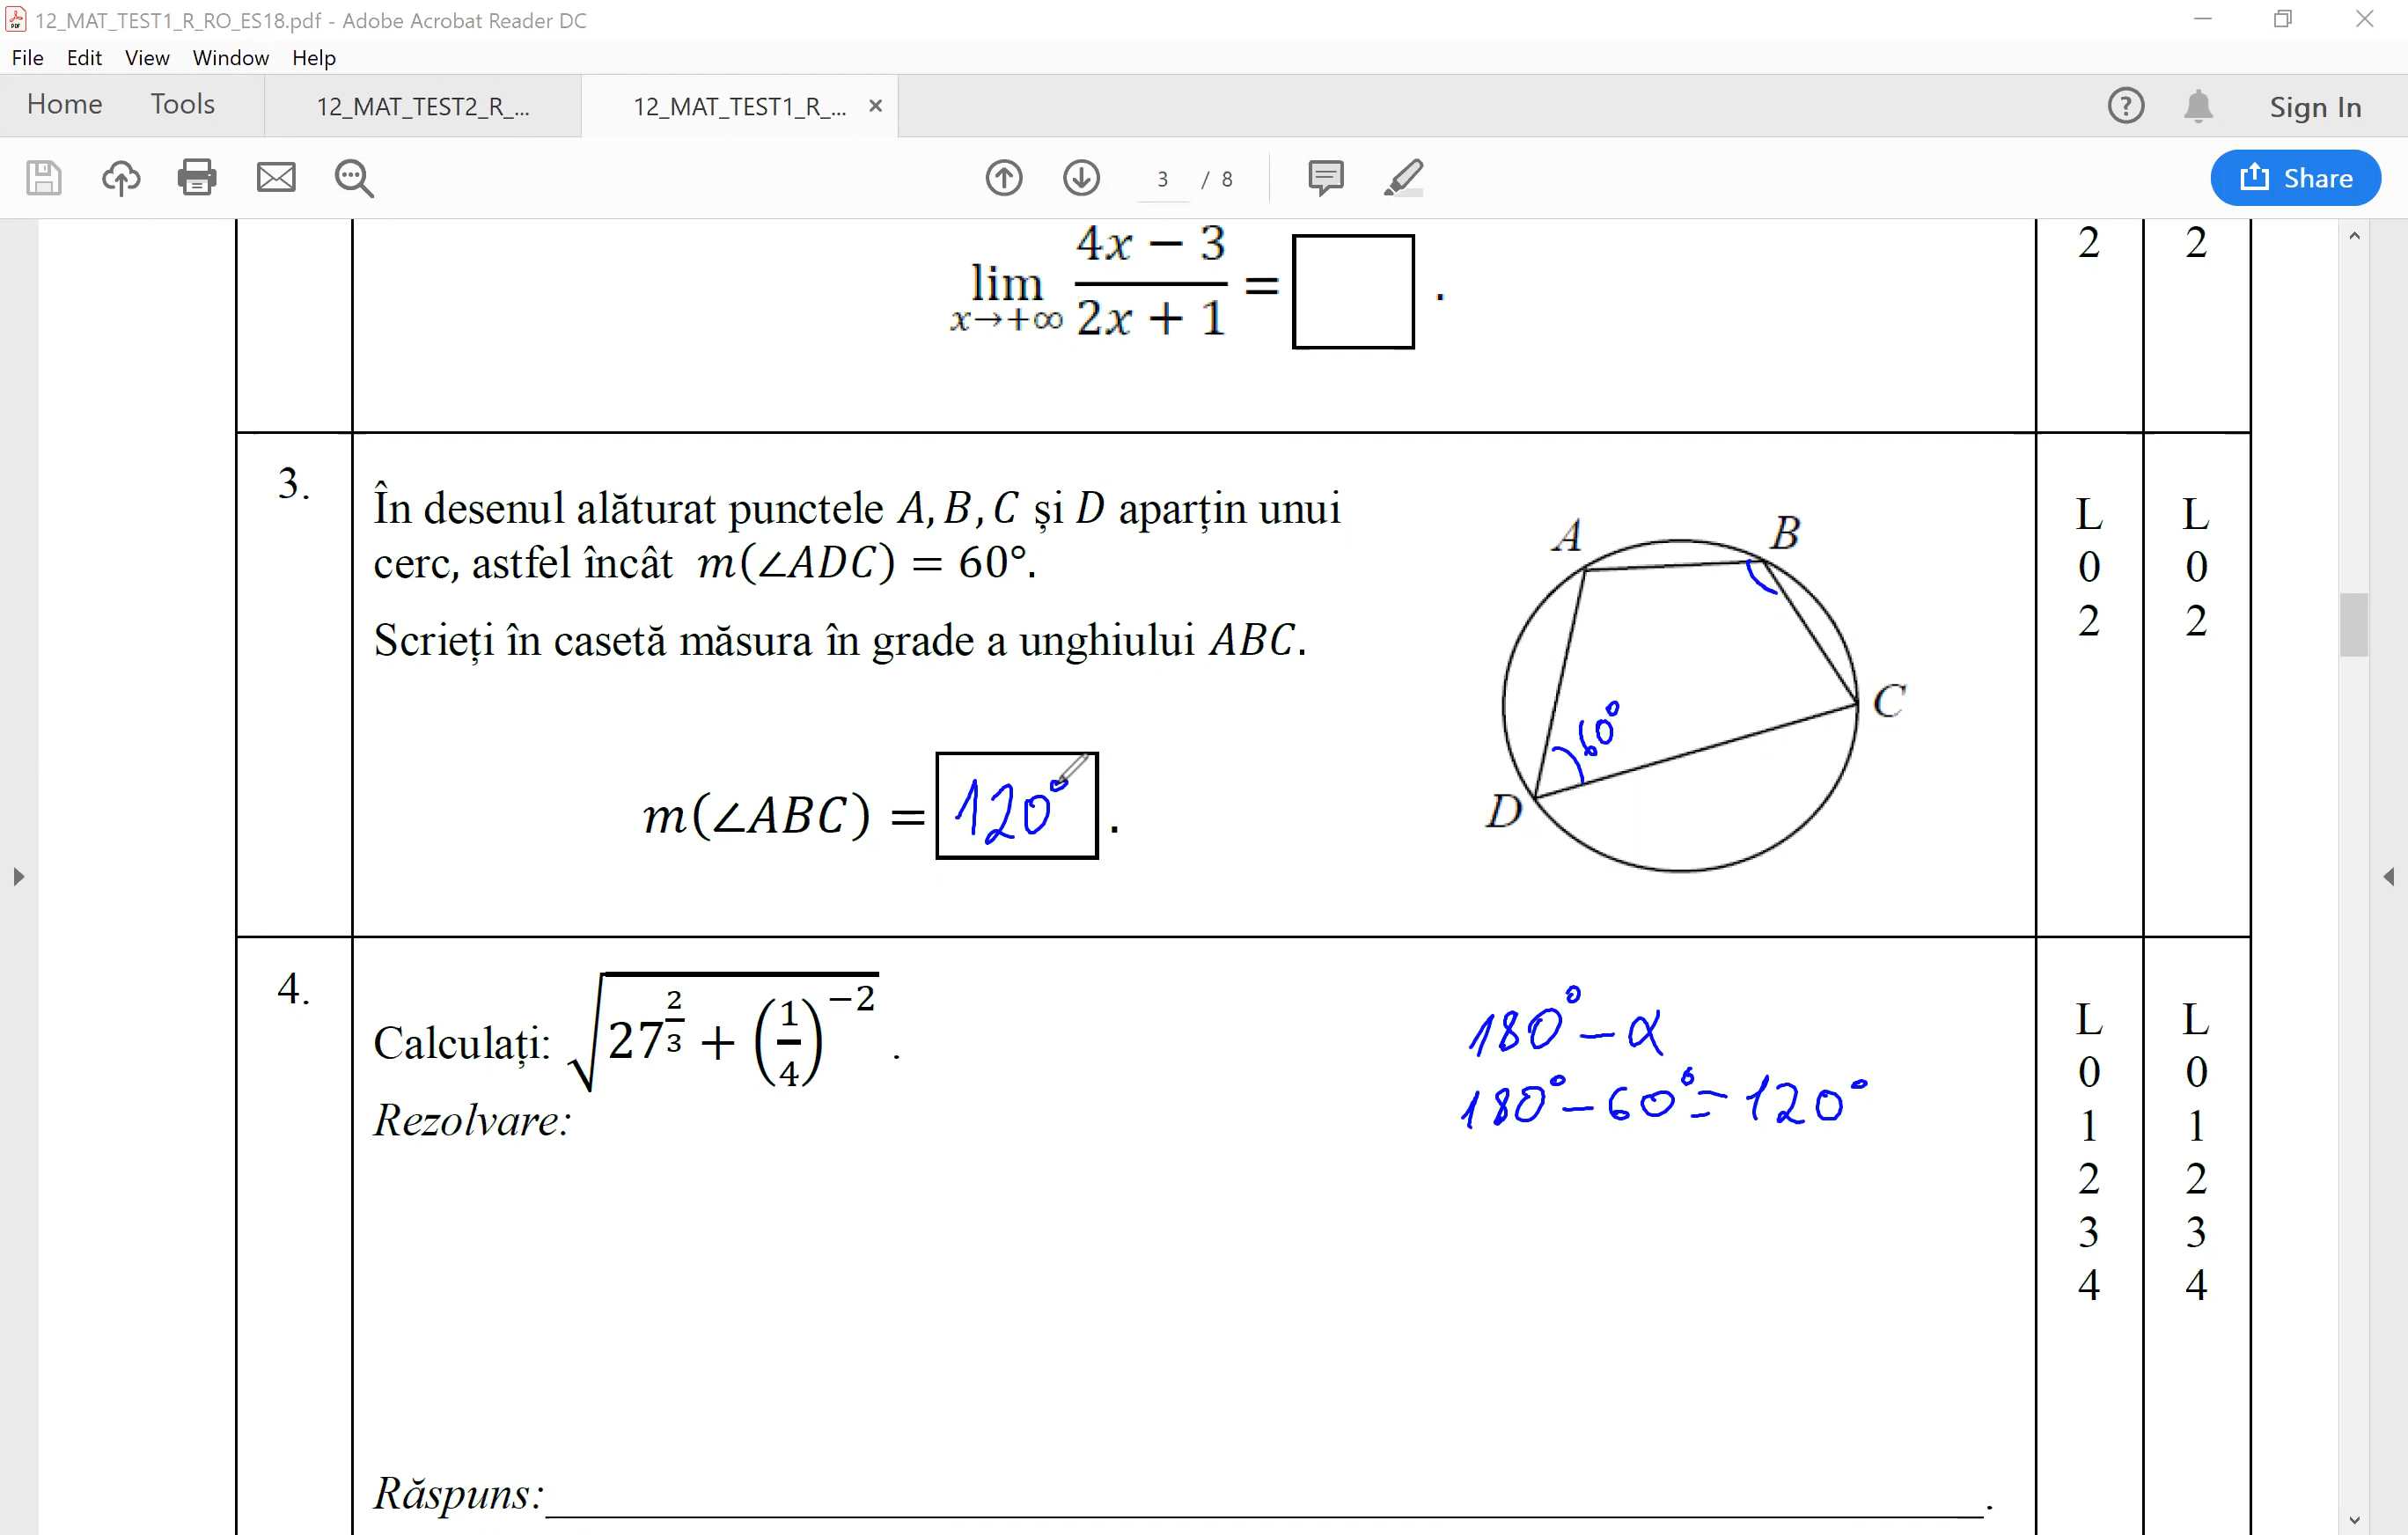 12_MAT_TEST1_R_RO_ES18.pdf - Adobe Acrobat Reader DC
File Edit View Window Help
Home Tools 12_MAT_TEST2_R_... 12_MAT_TEST1_R_... ×
? Sign In
3 / 8
Share
lim x→+∞ (4x − 3)/(2x + 1) = .
2 2
3.
În desenul alăturat punctele A, B, C și D aparțin unui
cerc, astfel încât m(∠ADC) = 60°.
Scrieți în casetă măsura în grade a unghiului ABC.
m(∠ABC) = 120° .
A B
C
D
60°
L L
0 0
2 2
4.
Calculați: √(27^(2/3) + (1/4)^(−2)) .
Rezolvare:
180° − α
180° − 60° = 120°
L L
0 0
1 1
2 2
3 3
4 4
Răspuns:______________________________ .